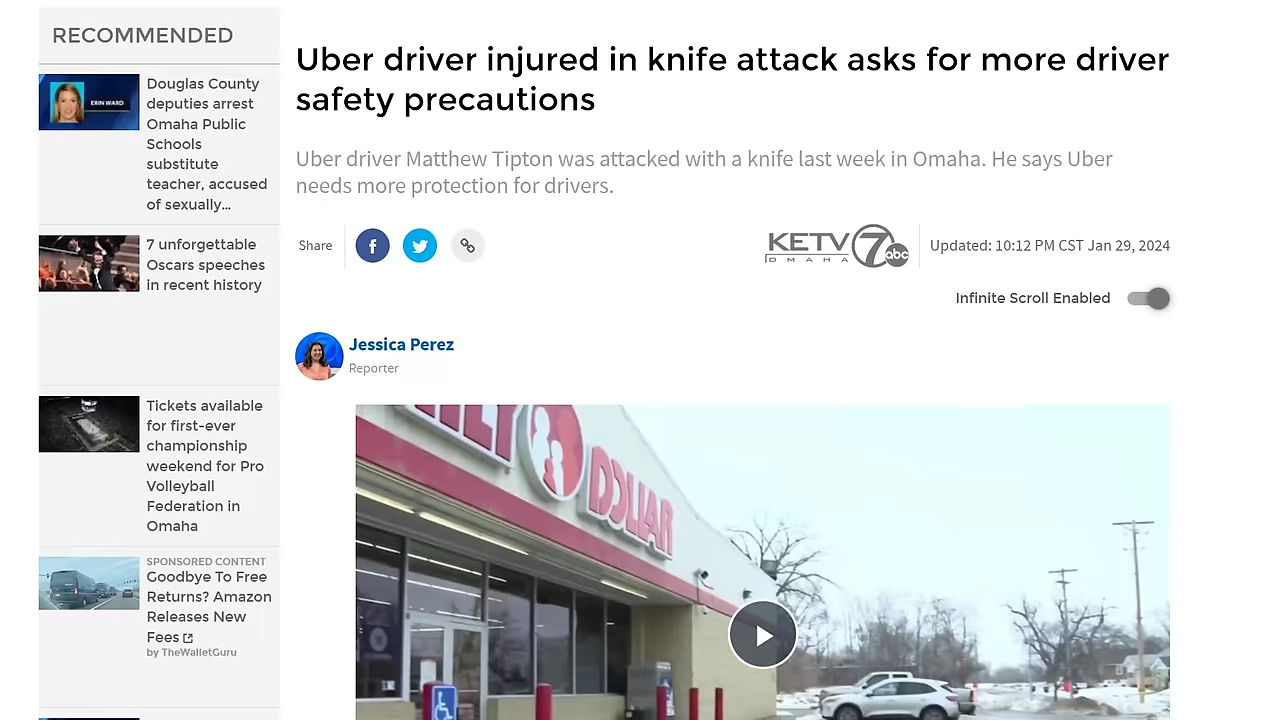 RECOMMENDED
ERIN WARD
Douglas County
deputies arrest
Omaha Public
Schools
substitute
teacher, accused
of sexually...
7 unforgettable
Oscars speeches
in recent history
Tickets available
for first-ever
championship
weekend for Pro
Volleyball
Federation in
Omaha
SPONSORED CONTENT
Goodbye To Free
Returns? Amazon
Releases New
Fees
by TheWalletGuru
Uber driver injured in knife attack asks for more driver
safety precautions
Uber driver Matthew Tipton was attacked with a knife last week in Omaha. He says Uber
needs more protection for drivers.
Share
KETV 7 abc
OMAHA
Updated: 10:12 PM CST Jan 29, 2024
Infinite Scroll Enabled
Jessica Perez
Reporter
DOLLAR